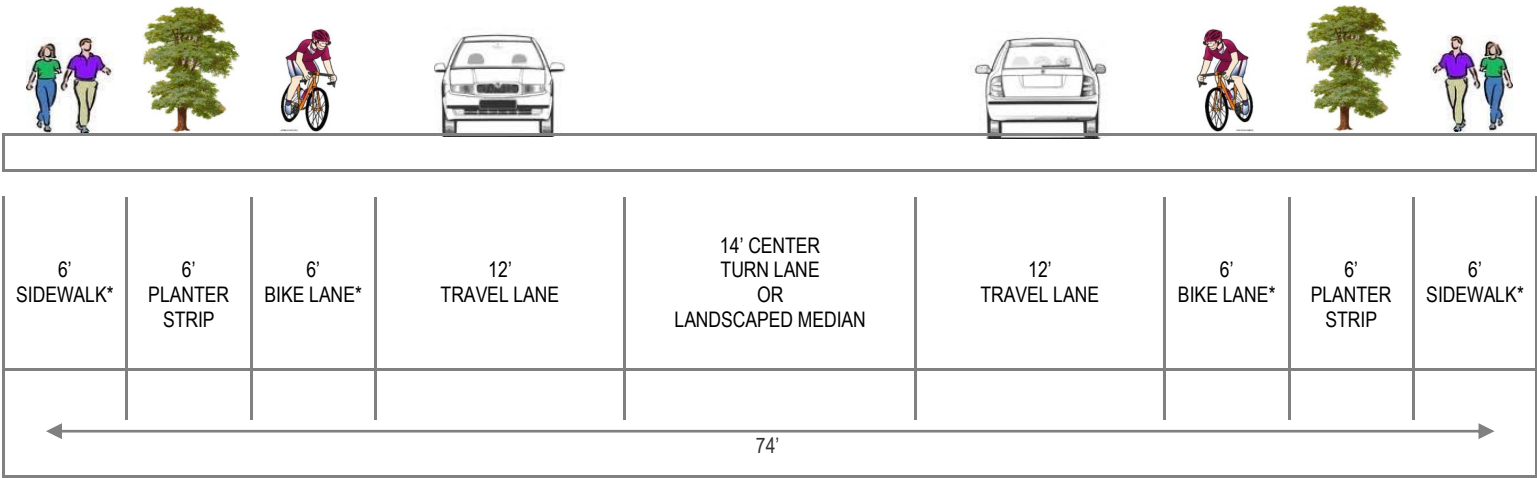 6’
SIDEWALK*
6’
PLANTER
STRIP
6’
BIKE LANE*
12’
TRAVEL LANE
14’ CENTER
TURN LANE
OR
LANDSCAPED MEDIAN
12’
TRAVEL LANE
6’
BIKE LANE*
6’
PLANTER
STRIP
6’
SIDEWALK*
74’